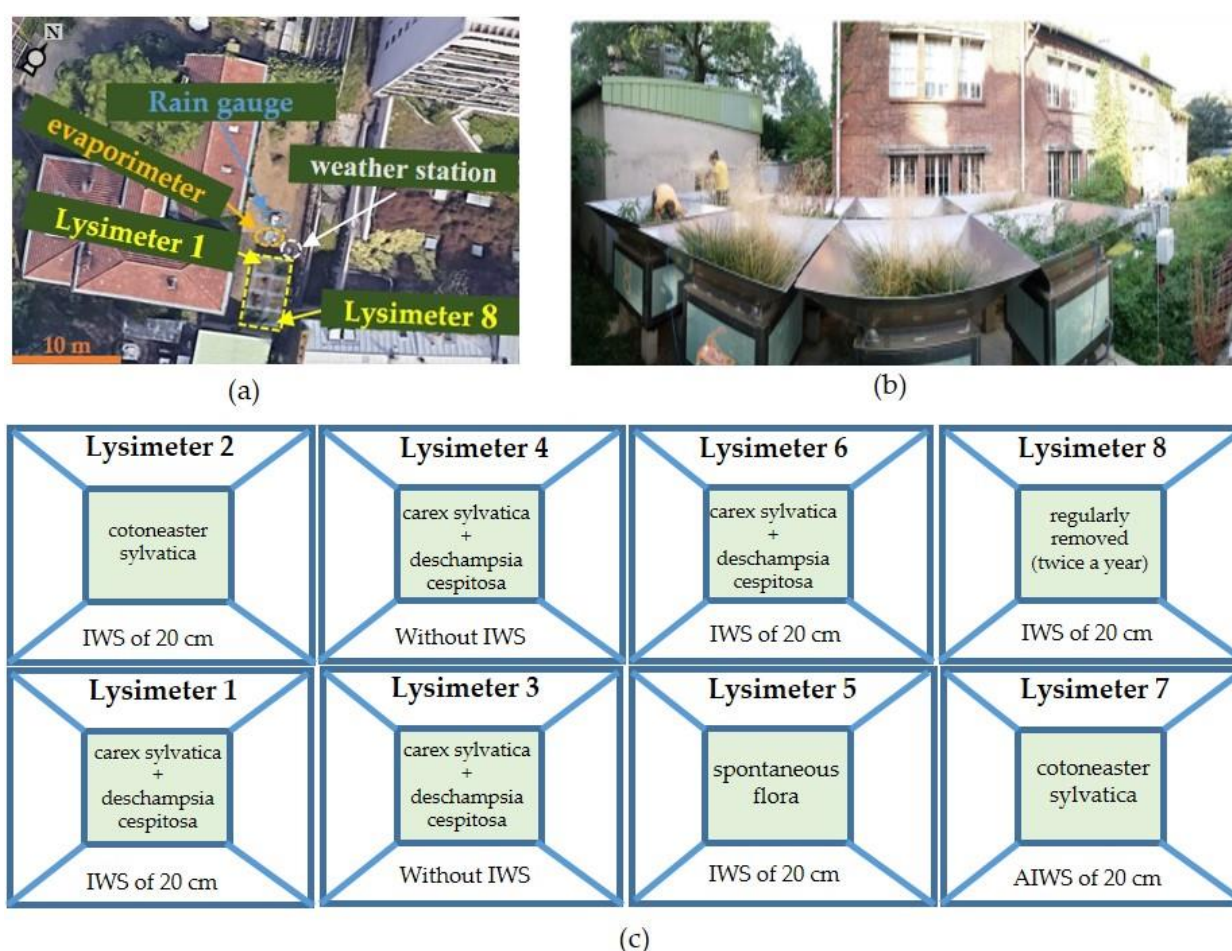 N
Rain gauge
evaporimeter
weather station
Lysimeter 1
Lysimeter 8
10 m
(a)
(b)
Lysimeter 2
cotoneaster
sylvatica
IWS of 20 cm
Lysimeter 4
carex sylvatica
+
deschampsia
cespitosa
Without IWS
Lysimeter 6
carex sylvatica
+
deschampsia
cespitosa
IWS of 20 cm
Lysimeter 8
regularly
removed
(twice a year)
IWS of 20 cm
Lysimeter 1
carex sylvatica
+
deschampsia
cespitosa
IWS of 20 cm
Lysimeter 3
carex sylvatica
+
deschampsia
cespitosa
Without IWS
Lysimeter 5
spontaneous
flora
IWS of 20 cm
Lysimeter 7
cotoneaster
sylvatica
AIWS of 20 cm
(c)